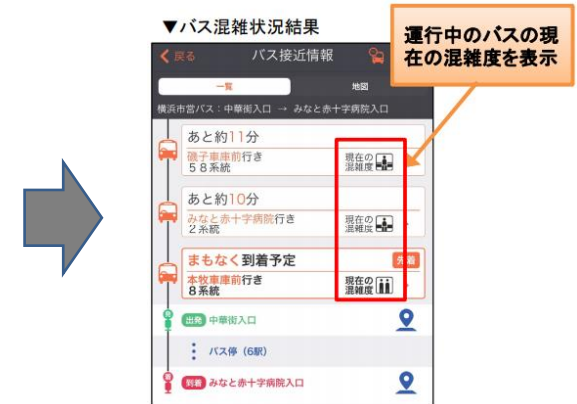 ▼バス混雑状況結果
運行中のバスの現
在の混雑度を表示
戻る バス接近情報
一覧 地図
横浜市営バス：中華街入口 → みなと赤十字病院入口
あと約11分
磯子車庫前行き
58系統
現在の
混雑度
あと約10分
みなと赤十字病院行き
2系統
現在の
混雑度
まもなく到着予定 先着
本牧車庫前行き
8系統
現在の
混雑度
発 出発 中華街入口
バス停（6駅）
着 到着 みなと赤十字病院入口